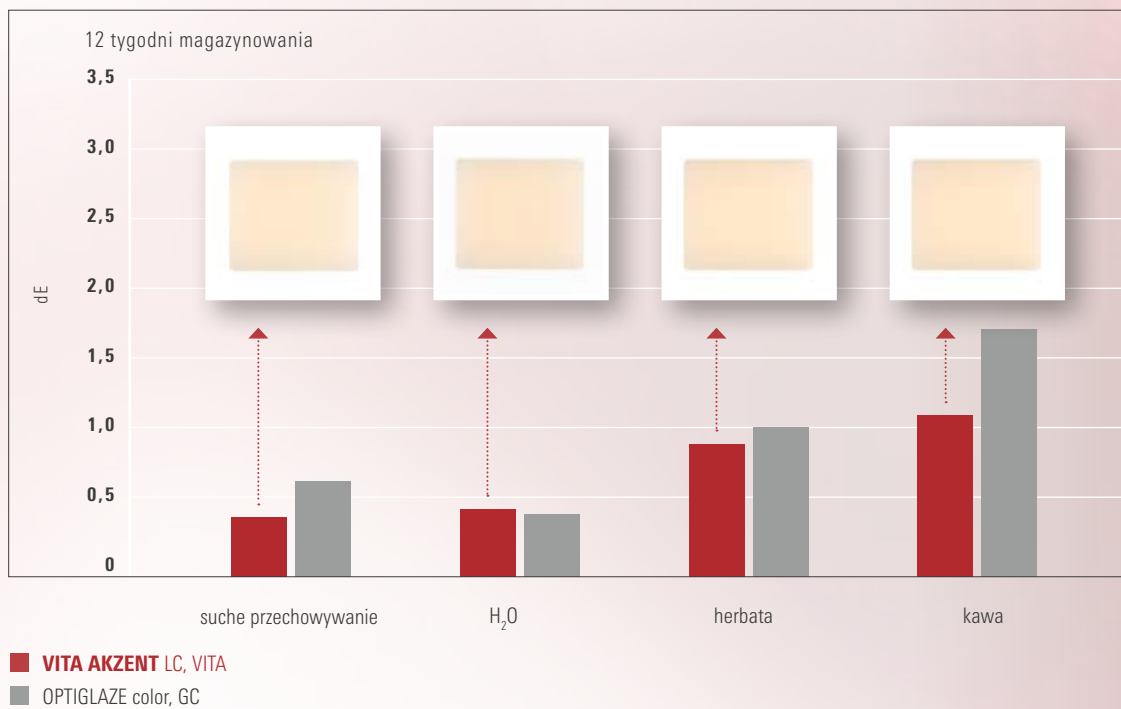 12 tygodni magazynowania
3,5
3,0
2,5
2,0
1,5
1,0
0,5
0
dE
suche przechowywanie
H₂O
herbata
kawa
VITA AKZENT LC, VITA
OPTIGLAZE color, GC